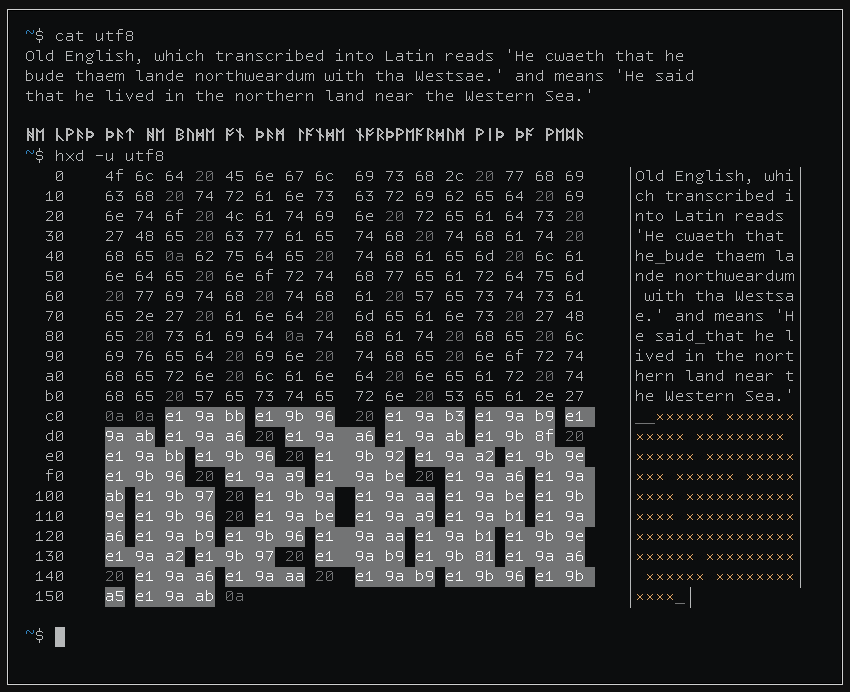 ~$ cat utf8
Old English, which transcribed into Latin reads 'He cwaeth that he
bude thaem lande northweardum with tha Westsae.' and means 'He said
that he lived in the northern land near the Western Sea.'
ᚻᛖ ᚳᚹᚫᚦ ᚦᚫᛏ ᚻᛖ ᛒᚢᛞᛖ ᚩᚾ ᚦᚫᛗ ᛚᚪᚾᛞᛖ ᚾᚩᚱᚦᚹᛖᚪᚱᛞᚢᛗ ᚹᛁᚦ ᚦᚪ ᚹᛖᛥᚫ
~$ hxd -u utf8
0 4f 6c 64 20 45 6e 67 6c 69 73 68 2c 20 77 68 69 |Old English, whi|
10 63 68 20 74 72 61 6e 73 63 72 69 62 65 64 20 69 |ch transcribed i|
20 6e 74 6f 20 4c 61 74 69 6e 20 72 65 61 64 73 20 |nto Latin reads |
30 27 48 65 20 63 77 61 65 74 68 20 74 68 61 74 20 |'He cwaeth that |
40 68 65 0a 62 75 64 65 20 74 68 61 65 6d 20 6c 61 |he_bude thaem la|
50 6e 64 65 20 6e 6f 72 74 68 77 65 61 72 64 75 6d |nde northweardum|
60 20 77 69 74 68 20 74 68 61 20 57 65 73 74 73 61 | with tha Westsa|
70 65 2e 27 20 61 6e 64 20 6d 65 61 6e 73 20 27 48 |e.' and means 'H|
80 65 20 73 61 69 64 0a 74 68 61 74 20 68 65 20 6c |e said_that he l|
90 69 76 65 64 20 69 6e 20 74 68 65 20 6e 6f 72 74 |ived in the nort|
a0 68 65 72 6e 20 6c 61 6e 64 20 6e 65 61 72 20 74 |hern land near t|
b0 68 65 20 57 65 73 74 65 72 6e 20 53 65 61 2e 27 |he Western Sea.'|
c0 0a 0a e1 9a bb e1 9b 96 20 e1 9a b3 e1 9a b9 e1 |__×××××× ×××××××|
d0 9a ab e1 9a a6 20 e1 9a a6 e1 9a ab e1 9b 8f 20 |××××× ××××××××× |
e0 e1 9a bb e1 9b 96 20 e1 9b 92 e1 9a a2 e1 9b 9e |×××××× ×××××××××|
f0 e1 9b 96 20 e1 9a a9 e1 9a be 20 e1 9a a6 e1 9a |××× ×××××× ×××××|
100 ab e1 9b 97 20 e1 9b 9a e1 9a aa e1 9a be e1 9b |×××× ×××××××××××|
110 9e e1 9b 96 20 e1 9a be e1 9a a9 e1 9a b1 e1 9a |×××× ×××××××××××|
120 a6 e1 9a b9 e1 9b 96 e1 9a aa e1 9a b1 e1 9b 9e |××××××××××××××××|
130 e1 9a a2 e1 9b 97 20 e1 9a b9 e1 9b 81 e1 9a a6 |×××××× ×××××××××|
140 20 e1 9a a6 e1 9a aa 20 e1 9a b9 e1 9b 96 e1 9b | ×××××× ××××××××|
150 a5 e1 9a ab 0a |××××_|
~$